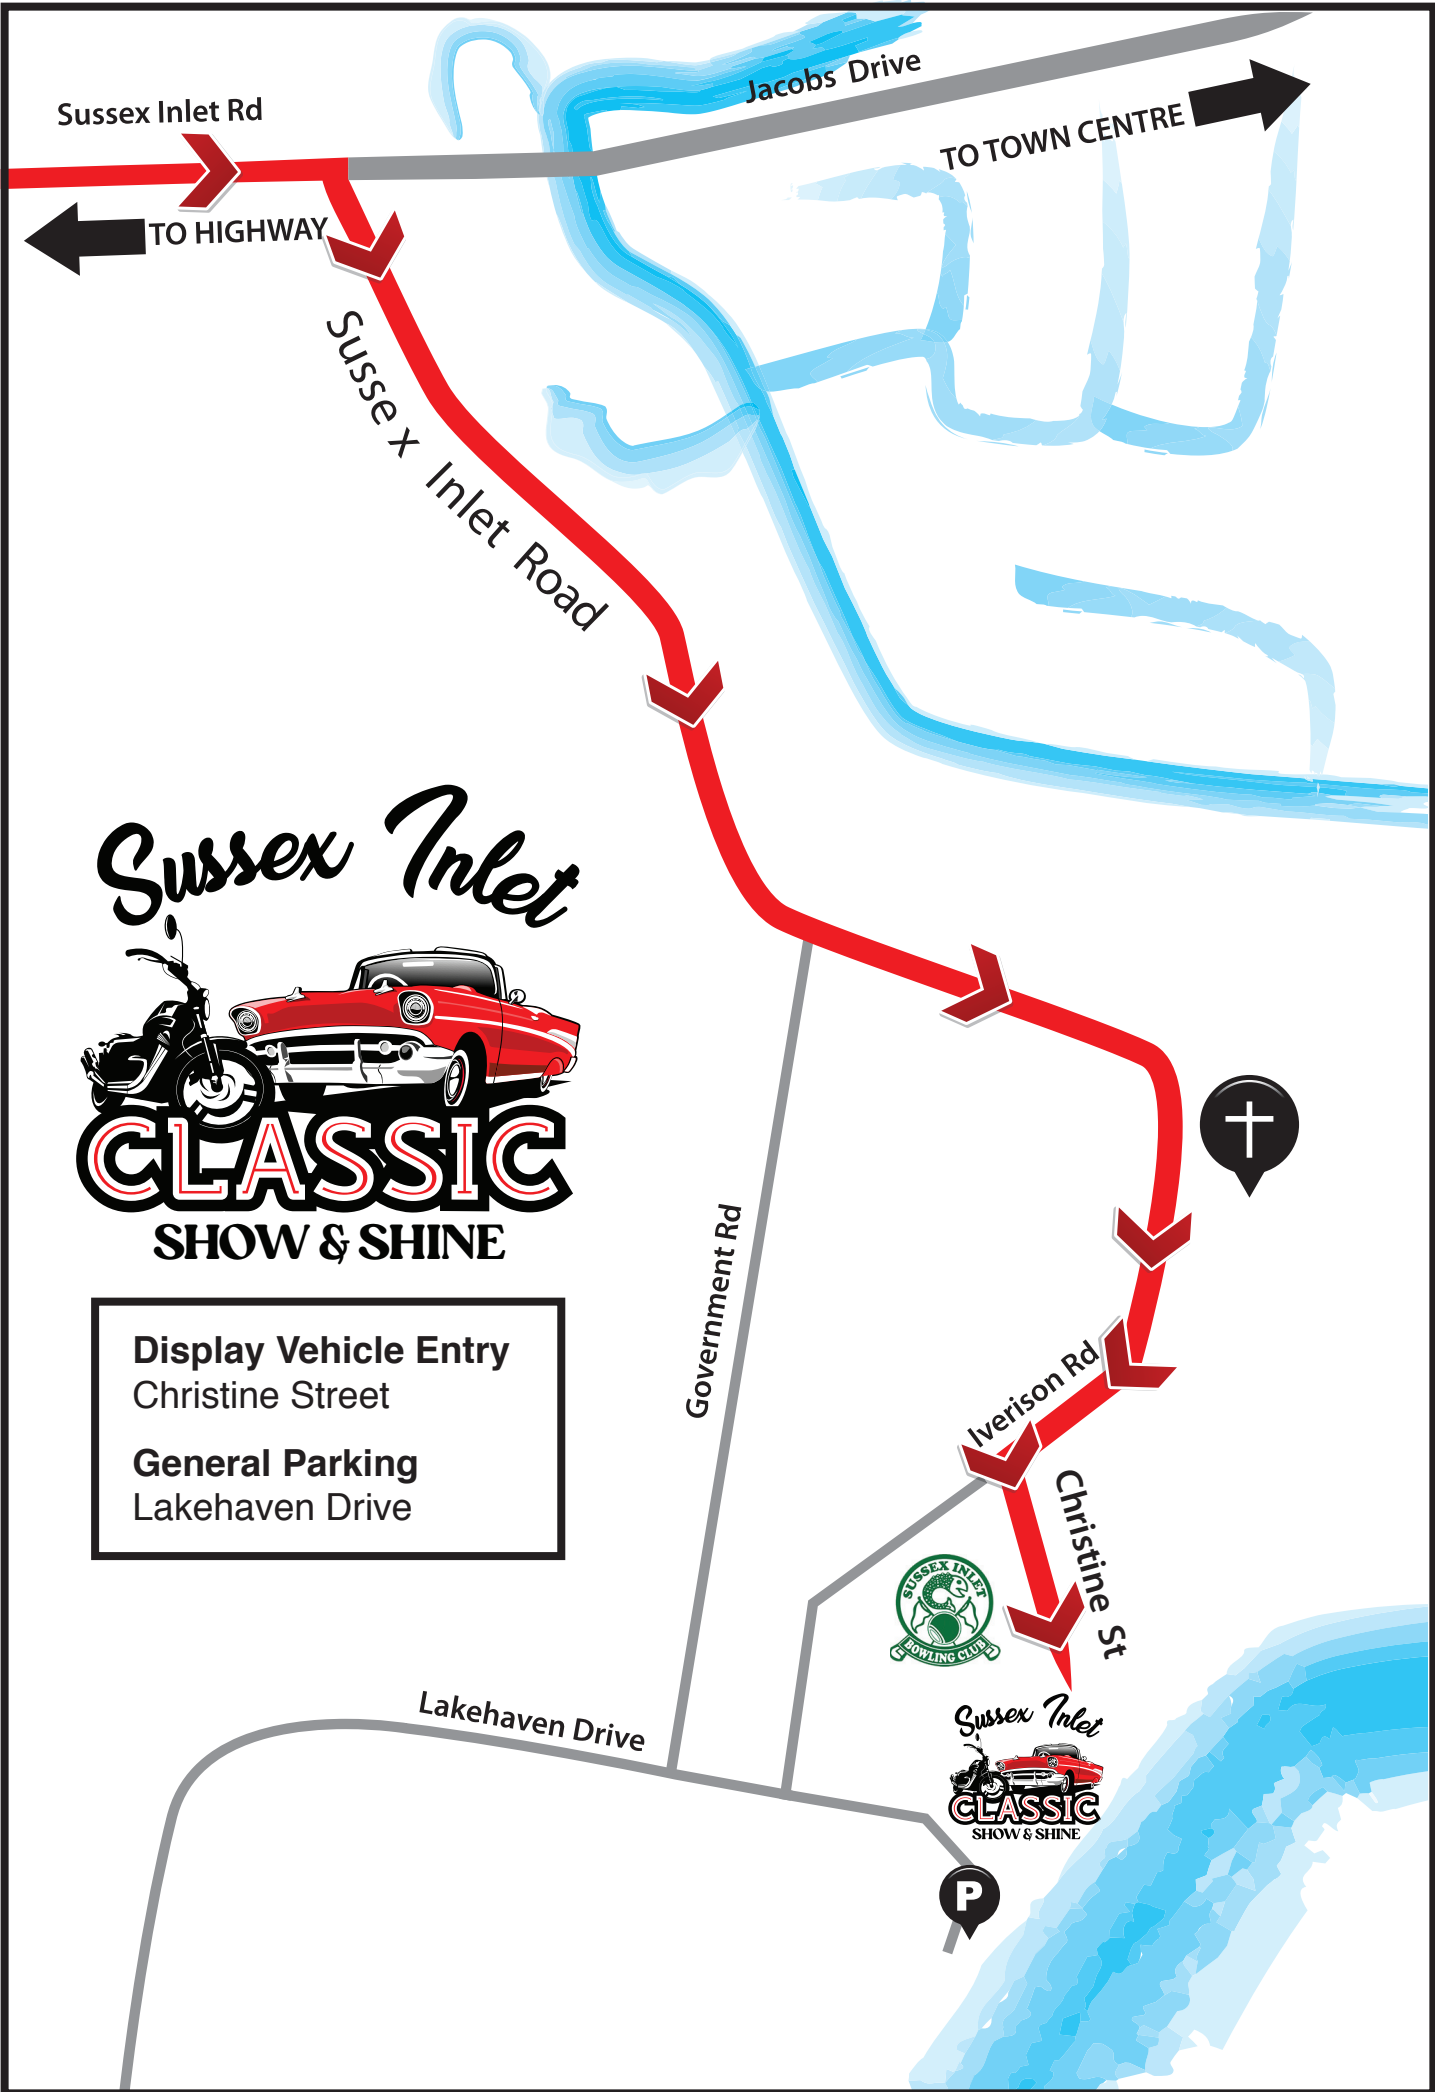 Sussex Inlet Rd
Jacobs Drive
TO TOWN CENTRE
TO HIGHWAY
Sussex Inlet Road
Sussex Inlet
CLASSIC
SHOW & SHINE
Display Vehicle Entry
Christine Street
General Parking
Lakehaven Drive
Government Rd
Iverison Rd
Christine St
SUSSEX INLET
BOWLING CLUB
Lakehaven Drive
Sussex Inlet
CLASSIC
SHOW & SHINE
P